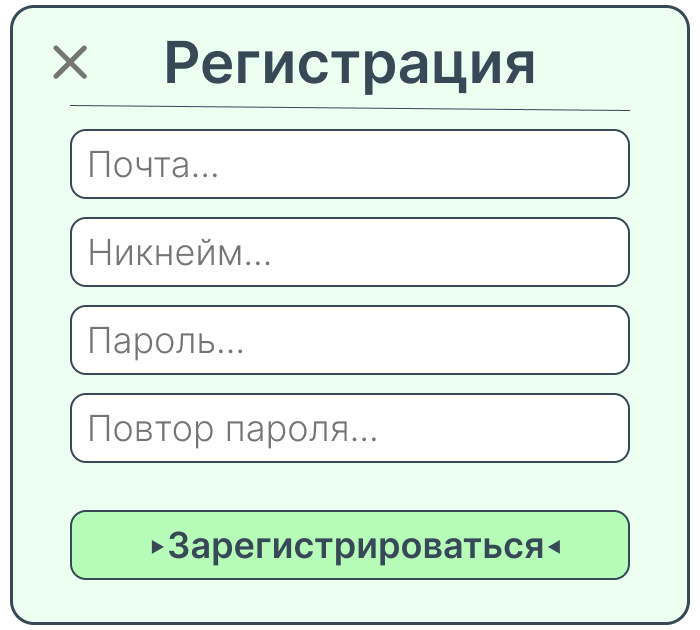 Регистрация
Почта...
Никнейм...
Пароль...
Повтор пароля...
▸Зарегистрироваться◂